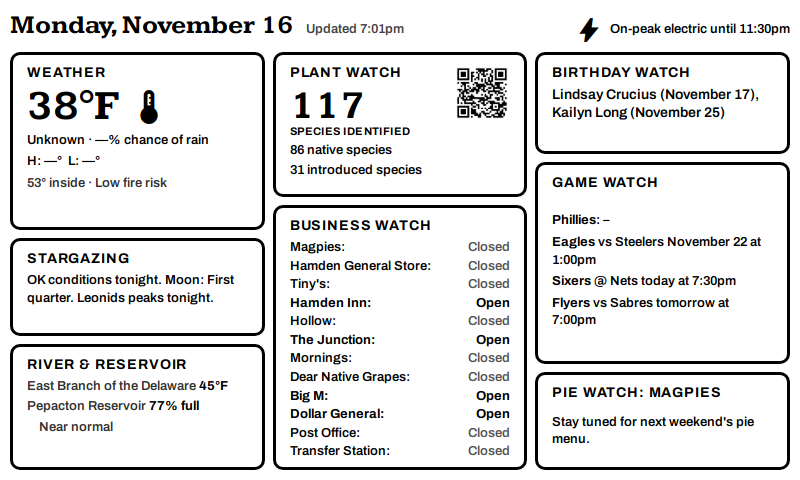 Monday, November 16 Updated 7:01pm
On-peak electric until 11:30pm
WEATHER
38°F
Unknown · —% chance of rain
H: —° L: —°
53° inside · Low fire risk
STARGAZING
OK conditions tonight. Moon: First
quarter. Leonids peaks tonight.
RIVER & RESERVOIR
East Branch of the Delaware 45°F
Pepacton Reservoir 77% full
Near normal
PLANT WATCH
117
SPECIES IDENTIFIED
86 native species
31 introduced species
BUSINESS WATCH
Magpies: Closed
Hamden General Store: Closed
Tiny's: Closed
Hamden Inn: Open
Hollow: Closed
The Junction: Open
Mornings: Closed
Dear Native Grapes: Closed
Big M: Open
Dollar General: Open
Post Office: Closed
Transfer Station: Closed
BIRTHDAY WATCH
Lindsay Crucius (November 17),
Kailyn Long (November 25)
GAME WATCH
Phillies: –
Eagles vs Steelers November 22 at
1:00pm
Sixers @ Nets today at 7:30pm
Flyers vs Sabres tomorrow at
7:00pm
PIE WATCH: MAGPIES
Stay tuned for next weekend's pie
menu.